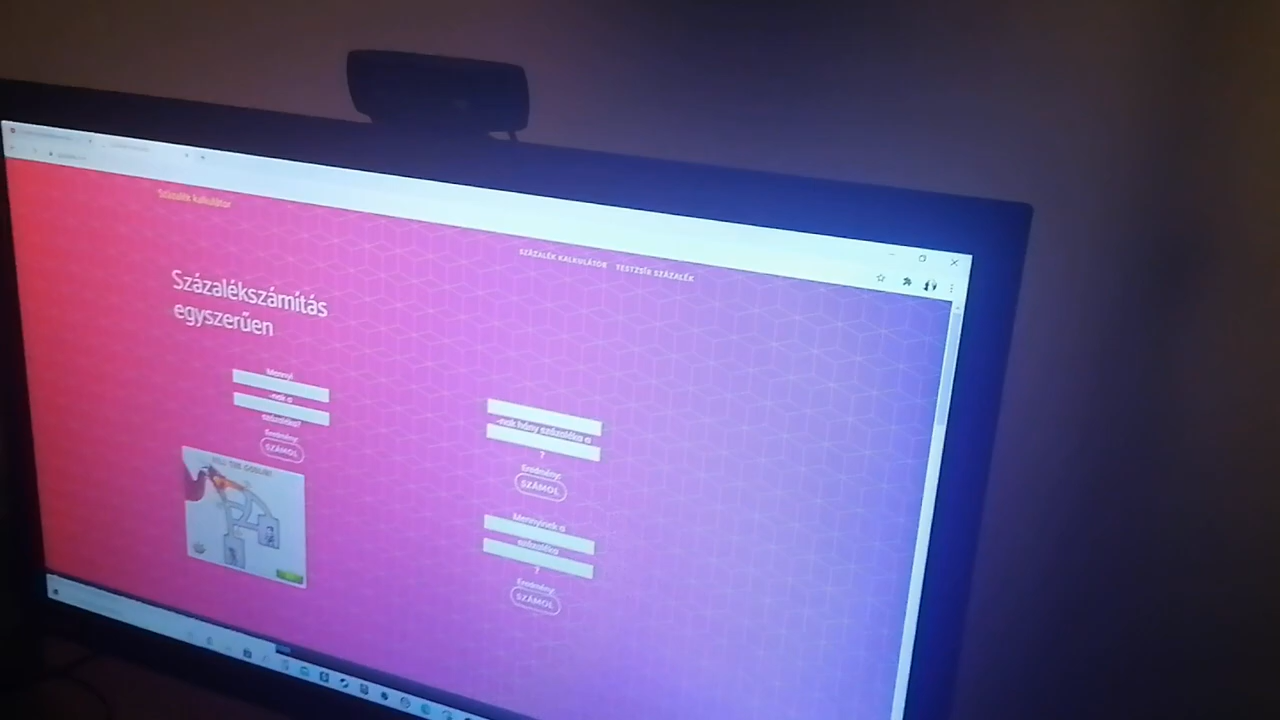 Százalék kalkulátor
SZÁZALÉK KALKULÁTOR TESTZSÍR SZÁZALÉK
Százalékszámítás
egyszerűen
Mennyi
-nak a
százaléka?
Eredmény:
SZÁMOL
-nak hány százaléka a
?
Eredmény:
SZÁMOL
Mennyinek a
százaléka
?
Eredmény:
SZÁMOL